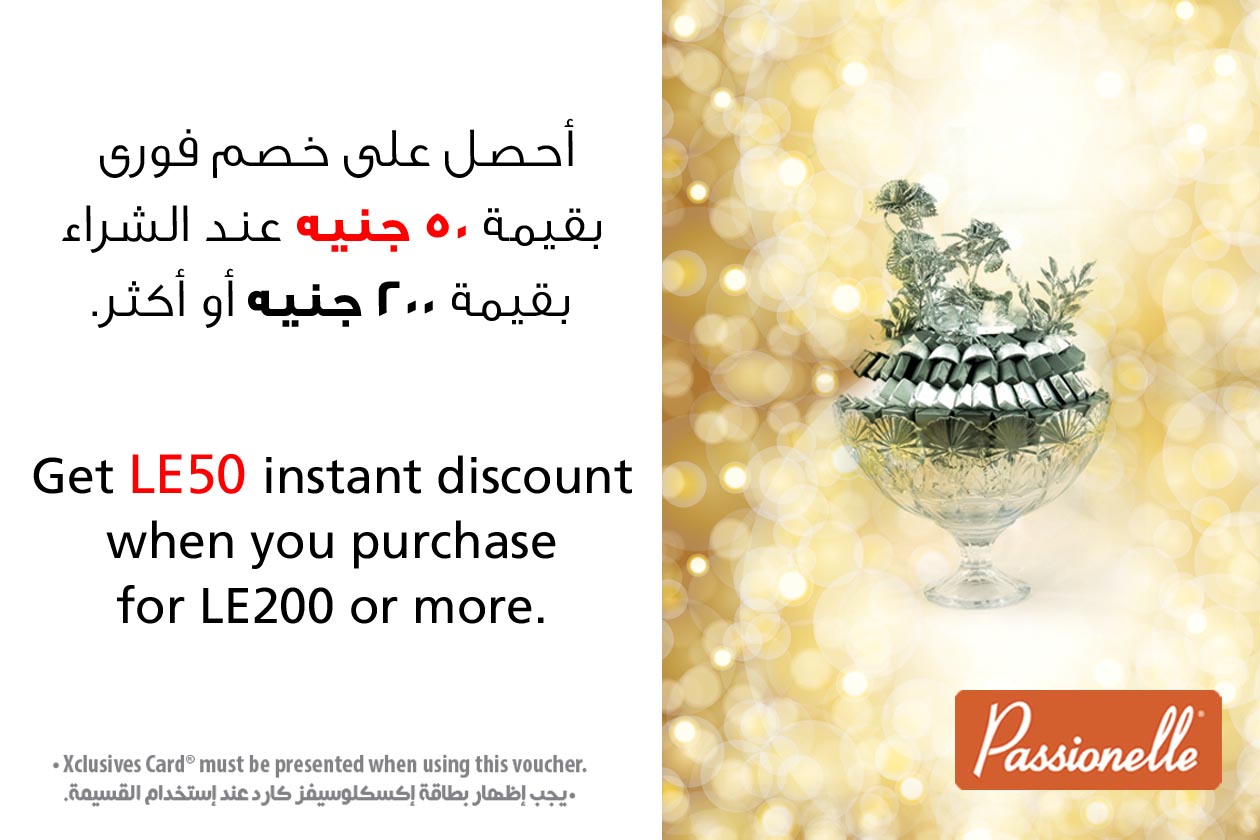 أحصل على خصم فورى
بقيمة ٥٠ جنيه عند الشراء
بقيمة ٢٠٠ جنيه أو أكثر.
Get LE50 instant discount
when you purchase
for LE200 or more.
• Xclusives Card® must be presented when using this voucher.
• يجب إظهار بطاقة إكسكلوسيفز كارد عند إستخدام القسيمة.
Passionelle®